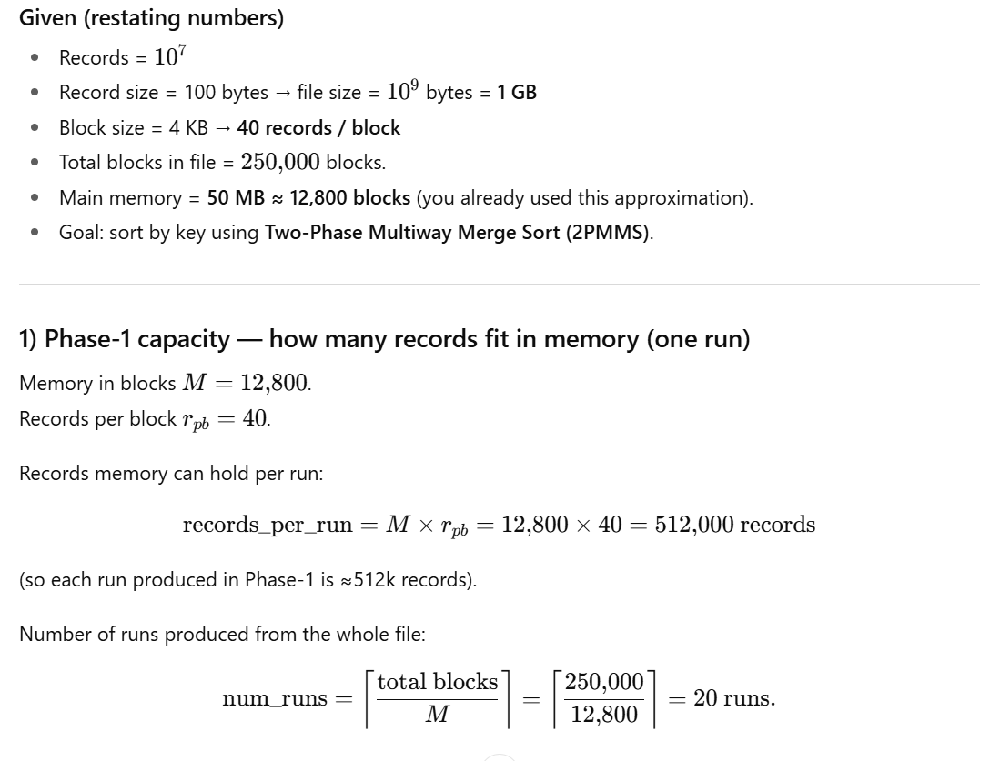 Given (restating numbers)
• Records = 10⁷
• Record size = 100 bytes → file size = 10⁹ bytes = 1 GB
• Block size = 4 KB → 40 records / block
• Total blocks in file = 250,000 blocks.
• Main memory = 50 MB ≈ 12,800 blocks (you already used this approximation).
• Goal: sort by key using Two-Phase Multiway Merge Sort (2PMMS).
1) Phase-1 capacity — how many records fit in memory (one run)
Memory in blocks M = 12,800.
Records per block r_pb = 40.
Records memory can hold per run:
records_per_run = M × r_pb = 12,800 × 40 = 512,000 records
(so each run produced in Phase-1 is ≈512k records).
Number of runs produced from the whole file:
num_runs = ⌈total blocks / M⌉ = ⌈250,000 / 12,800⌉ = 20 runs.